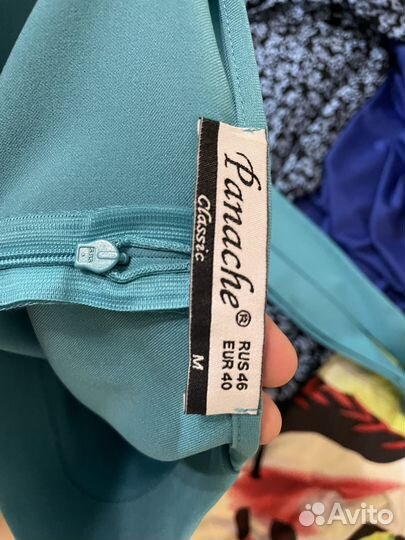 Panache®
Classic
RUS 46
EUR 40
M
Avito